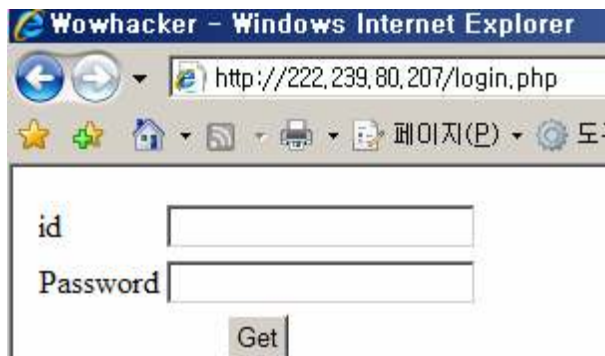 Wowhacker - Windows Internet Explorer
http://222,239,80,207/login,php
페이지(P)
id
Password
Get